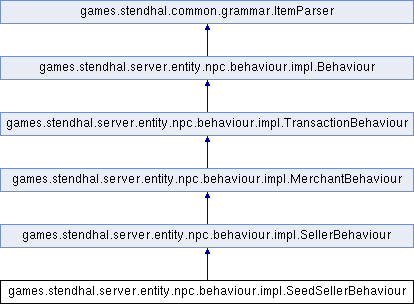 games.stendhal.common.grammar.ItemParser
games.stendhal.server.entity.npc.behaviour.impl.Behaviour
games.stendhal.server.entity.npc.behaviour.impl.TransactionBehaviour
games.stendhal.server.entity.npc.behaviour.impl.MerchantBehaviour
games.stendhal.server.entity.npc.behaviour.impl.SellerBehaviour
games.stendhal.server.entity.npc.behaviour.impl.SeedSellerBehaviour